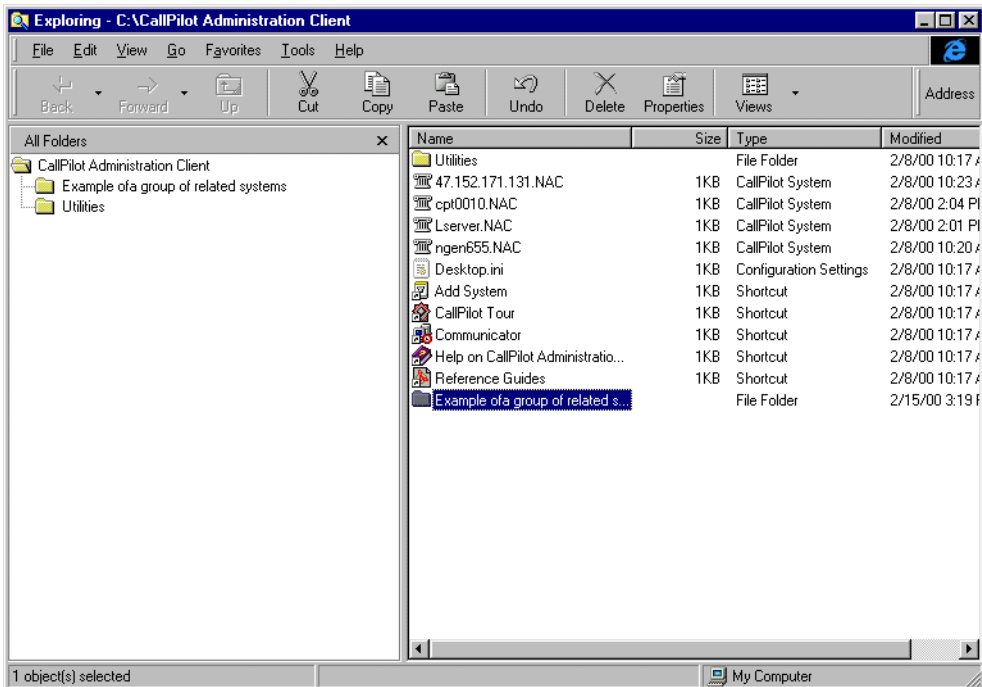 Exploring - C:\CallPilot Administration Client
File Edit View Go Favorites Tools Help
Back Forward Up Cut Copy Paste Undo Delete Properties Views Address
All Folders
CallPilot Administration Client
Example ofa group of related systems
Utilities
Name Size Type Modified
Utilities File Folder 2/8/00 10:17
47.152.171.131.NAC 1KB CallPilot System 2/8/00 10:23
cpt0010.NAC 1KB CallPilot System 2/8/00 2:04
Lserver.NAC 1KB CallPilot System 2/8/00 2:01
ngen655.NAC 1KB CallPilot System 2/8/00 10:20
Desktop.ini 1KB Configuration Settings 2/8/00 10:17
Add System 1KB Shortcut 2/8/00 10:17
CallPilot Tour 1KB Shortcut 2/8/00 10:17
Communicator 1KB Shortcut 2/8/00 10:17
Help on CallPilot Administratio... 1KB Shortcut 2/8/00 10:17
Reference Guides 1KB Shortcut 2/8/00 10:17
Example ofa group of related s... File Folder 2/15/00 3:19
1 object(s) selected
My Computer